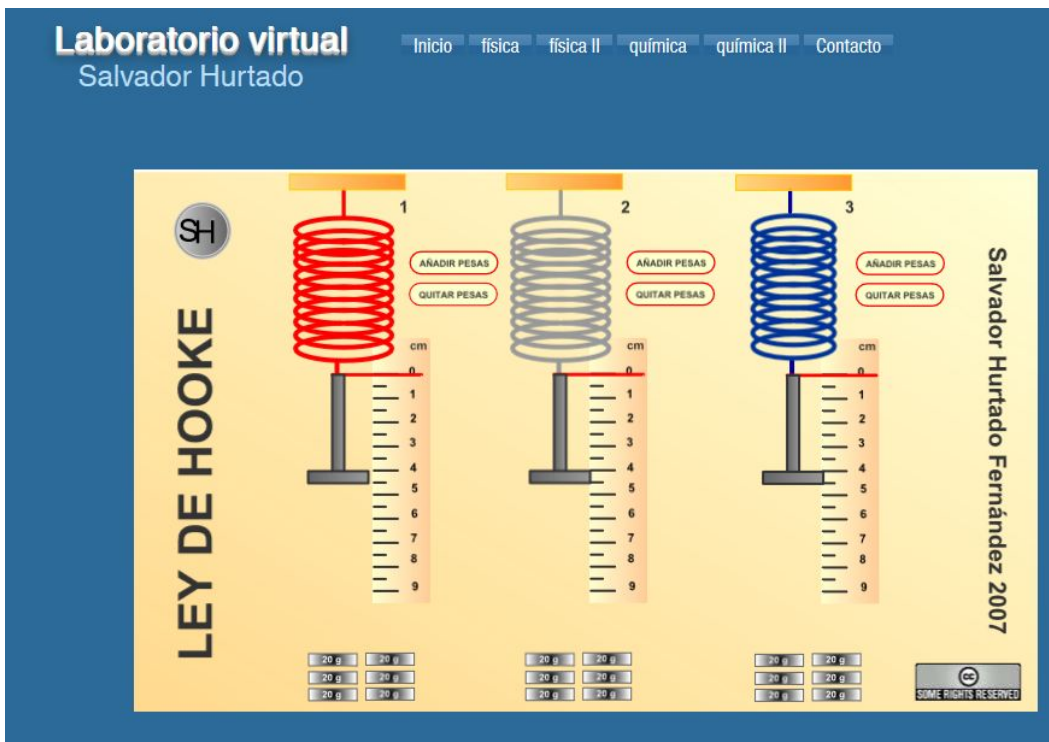 Laboratorio virtual
Salvador Hurtado
Inicio física física II química química II Contacto
SH
LEY DE HOOKE
1
AÑADIR PESAS
QUITAR PESAS
cm
0
1
2
3
4
5
6
7
8
9
20 g 20 g
20 g 20 g
20 g 20 g
2
AÑADIR PESAS
QUITAR PESAS
cm
0
1
2
3
4
5
6
7
8
9
20 g 20 g
20 g 20 g
20 g 20 g
3
AÑADIR PESAS
QUITAR PESAS
cm
0
1
2
3
4
5
6
7
8
9
20 g 20 g
20 g 20 g
20 g 20 g
Salvador Hurtado Fernández 2007
cc
SOME RIGHTS RESERVED